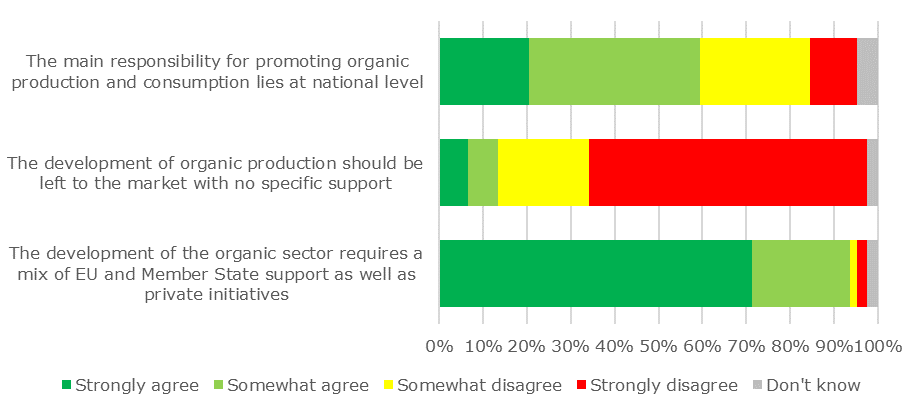 The main responsibility for promoting organic
production and consumption lies at national level
The development of organic production should be
left to the market with no specific support
The development of the organic sector requires a
mix of EU and Member State support as well as
private initiatives
0% 10% 20% 30% 40% 50% 60% 70% 80% 90% 100%
Strongly agree Somewhat agree Somewhat disagree Strongly disagree Don't know